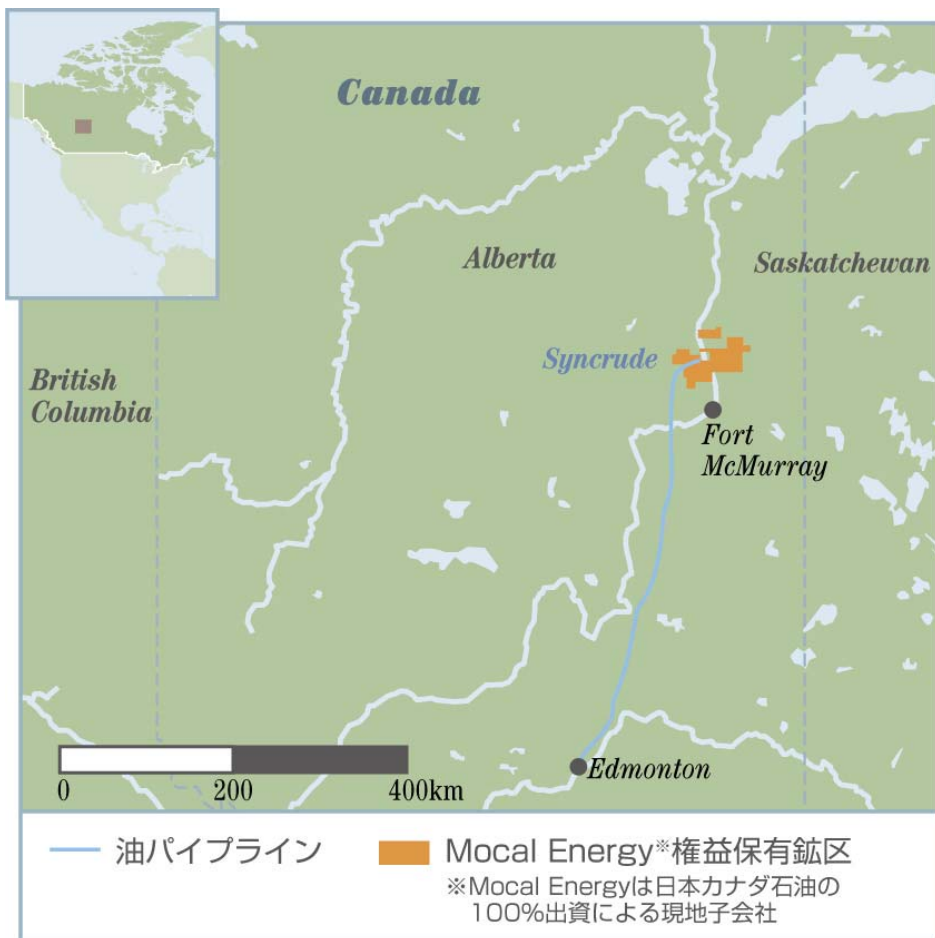 Canada
Alberta
Saskatchewan
Syncrude
British
Columbia
Fort
McMurray
Edmonton
0 200 400km
油パイプライン
Mocal Energy※権益保有鉱区
※Mocal Energyは日本カナダ石油の
100%出資による現地子会社